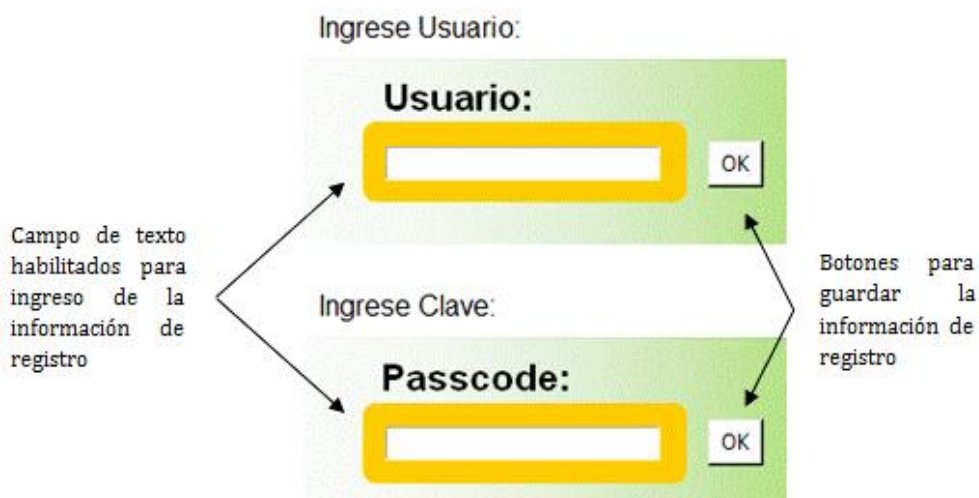 Ingrese Usuario:
Usuario:
OK
Campo de texto
habilitados para
ingreso de la
información de
registro
Botones para
guardar la
información de
registro
Ingrese Clave:
Passcode:
OK